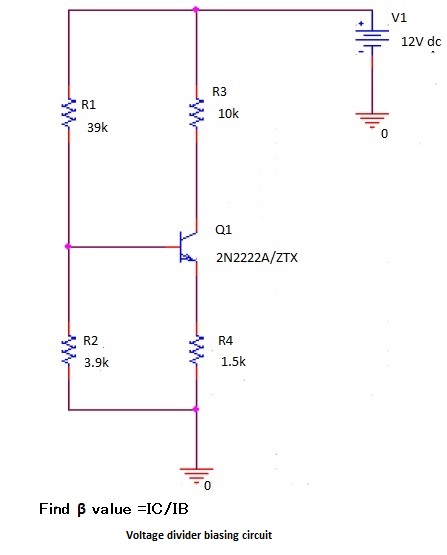 V1
+
12V dc
-
0
R1
39k
R3
10k
Q1
2N2222A/ZTX
R2
3.9k
R4
1.5k
0
Find β value =IC/IB
Voltage divider biasing circuit